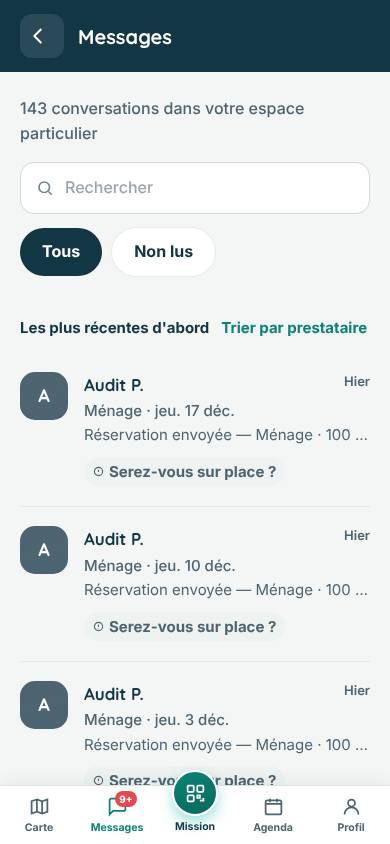 Messages
143 conversations dans votre espace
particulier
Rechercher
Tous
Non lus
Les plus récentes d'abord
Trier par prestataire
A
Audit P.
Hier
Ménage · jeu. 17 déc.
Réservation envoyée — Ménage · 100 ...
Serez-vous sur place ?
A
Audit P.
Hier
Ménage · jeu. 10 déc.
Réservation envoyée — Ménage · 100 ...
Serez-vous sur place ?
A
Audit P.
Hier
Ménage · jeu. 3 déc.
Réservation envoyée — Ménage · 100 ...
Serez-vous sur place ?
9+
Carte
Messages
Mission
Agenda
Profil